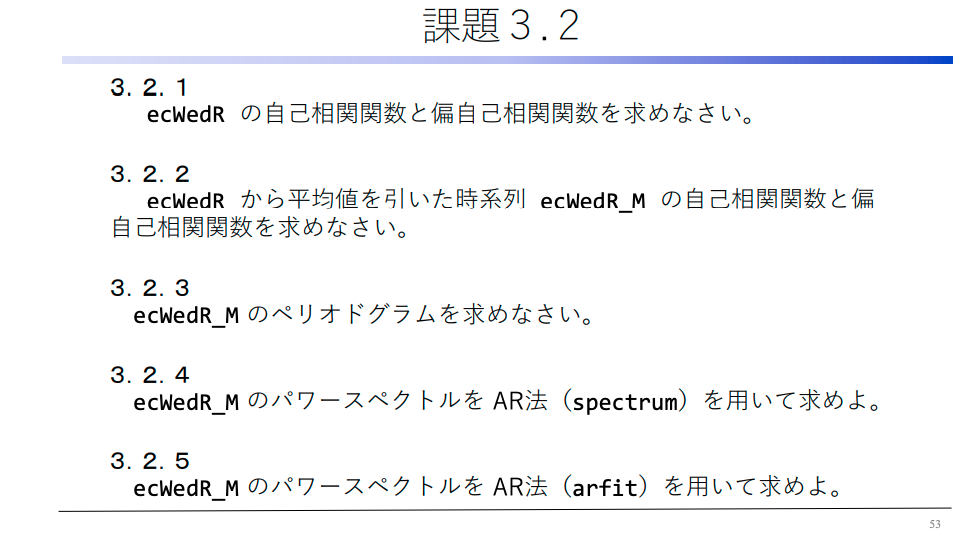 課題３.２
３.２.１
ecWedR の自己相関関数と偏自己相関関数を求めなさい。
３.２.２
ecWedR から平均値を引いた時系列 ecWedR_M の自己相関関数と偏
自己相関関数を求めなさい。
３.２.３
ecWedR_M のペリオドグラムを求めなさい。
３.２.４
ecWedR_M のパワースペクトルを AR法（spectrum）を用いて求めよ。
３.２.５
ecWedR_M のパワースペクトルを AR法（arfit）を用いて求めよ。
53